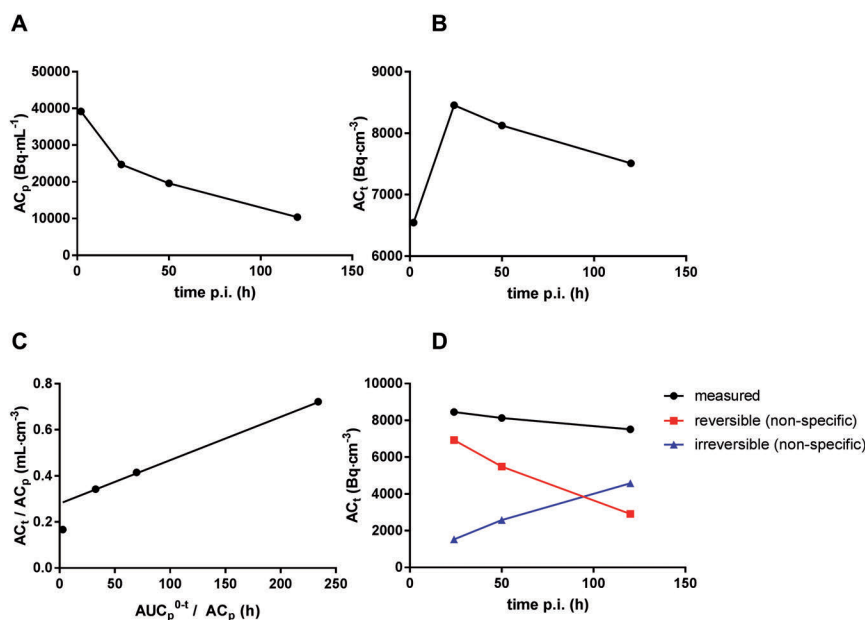 A
B
50000
40000
30000
20000
10000
0
AC_p (Bq·mL⁻¹)
0
50
100
150
time p.i. (h)
9000
8000
7000
6000
AC_t (Bq·cm⁻³)
0
50
100
150
time p.i. (h)
C
D
0.8
0.6
0.4
0.2
0.0
AC_t / AC_p (mL·cm⁻³)
0
50
100
150
200
250
AUC_p^0-t / AC_p (h)
10000
8000
6000
4000
2000
0
AC_t (Bq·cm⁻³)
0
50
100
150
time p.i. (h)
measured
reversible (non-specific)
irreversible (non-specific)